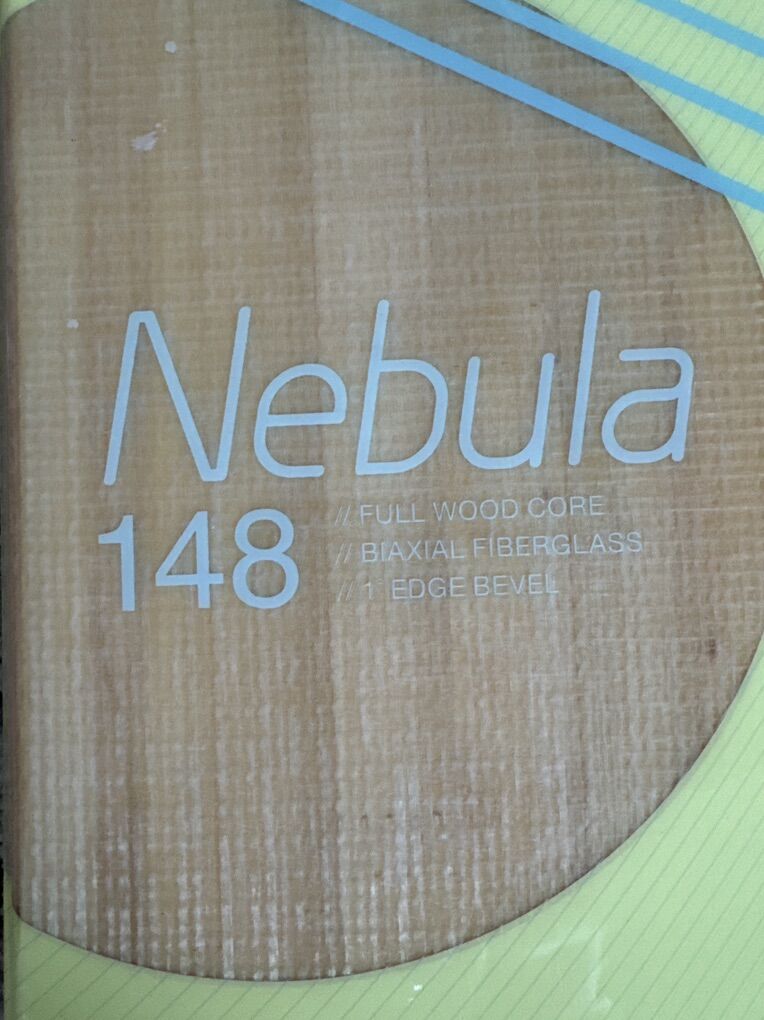 Nebula
148
// FULL WOOD CORE
// BIAXIAL FIBERGLASS
// 1° EDGE BEVEL